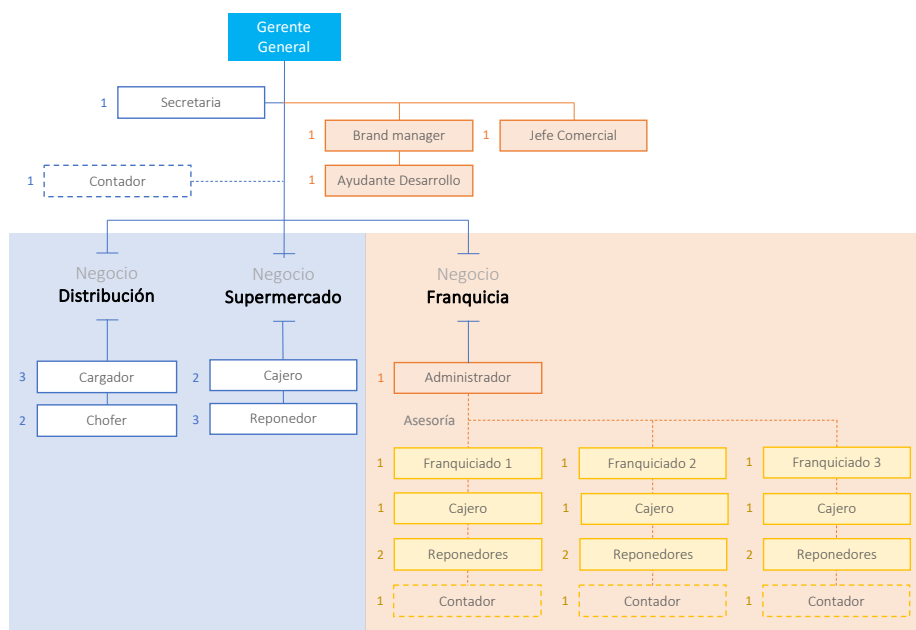 Gerente
General
1 Secretaria
1 Brand manager
1 Jefe Comercial
1 Contador
1 Ayudante Desarrollo
Negocio
Distribución
Negocio
Supermercado
Negocio
Franquicia
3 Cargador
2 Chofer
2 Cajero
3 Reponedor
1 Administrador
Asesoría
1 Franquiciado 1
1 Cajero
2 Reponedores
1 Contador
1 Franquiciado 2
1 Cajero
2 Reponedores
1 Contador
1 Franquiciado 3
1 Cajero
2 Reponedores
1 Contador